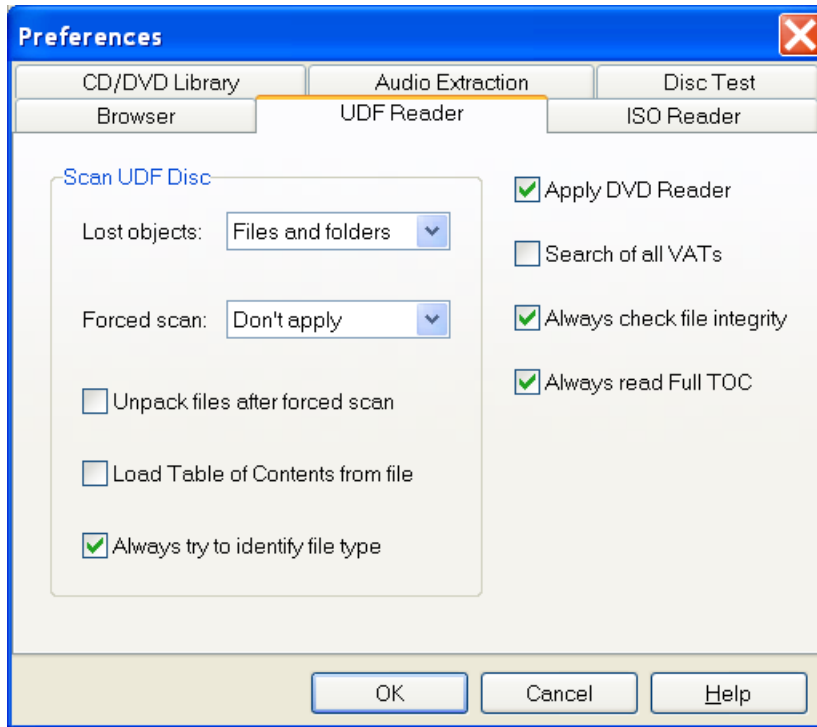 Preferences
CD/DVD Library Audio Extraction Disc Test
Browser UDF Reader ISO Reader
Scan UDF Disc
Lost objects: Files and folders
Forced scan: Don't apply
Unpack files after forced scan
Load Table of Contents from file
Always try to identify file type
Apply DVD Reader
Search of all VATs
Always check file integrity
Always read Full TOC
OK Cancel Help